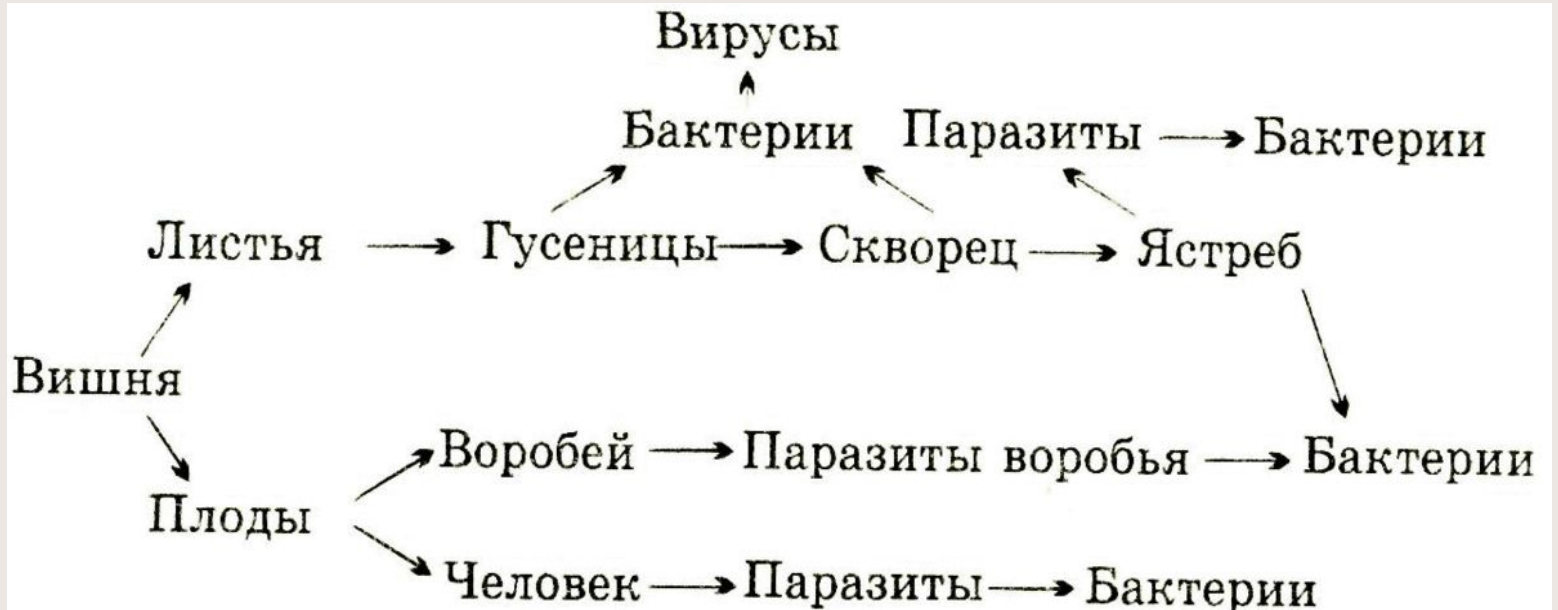 Вирусы
Бактерии Паразиты Бактерии
Листья Гусеницы Скворец Ястреб
Вишня
Воробей Паразиты воробья Бактерии
Плоды
Человек Паразиты Бактерии